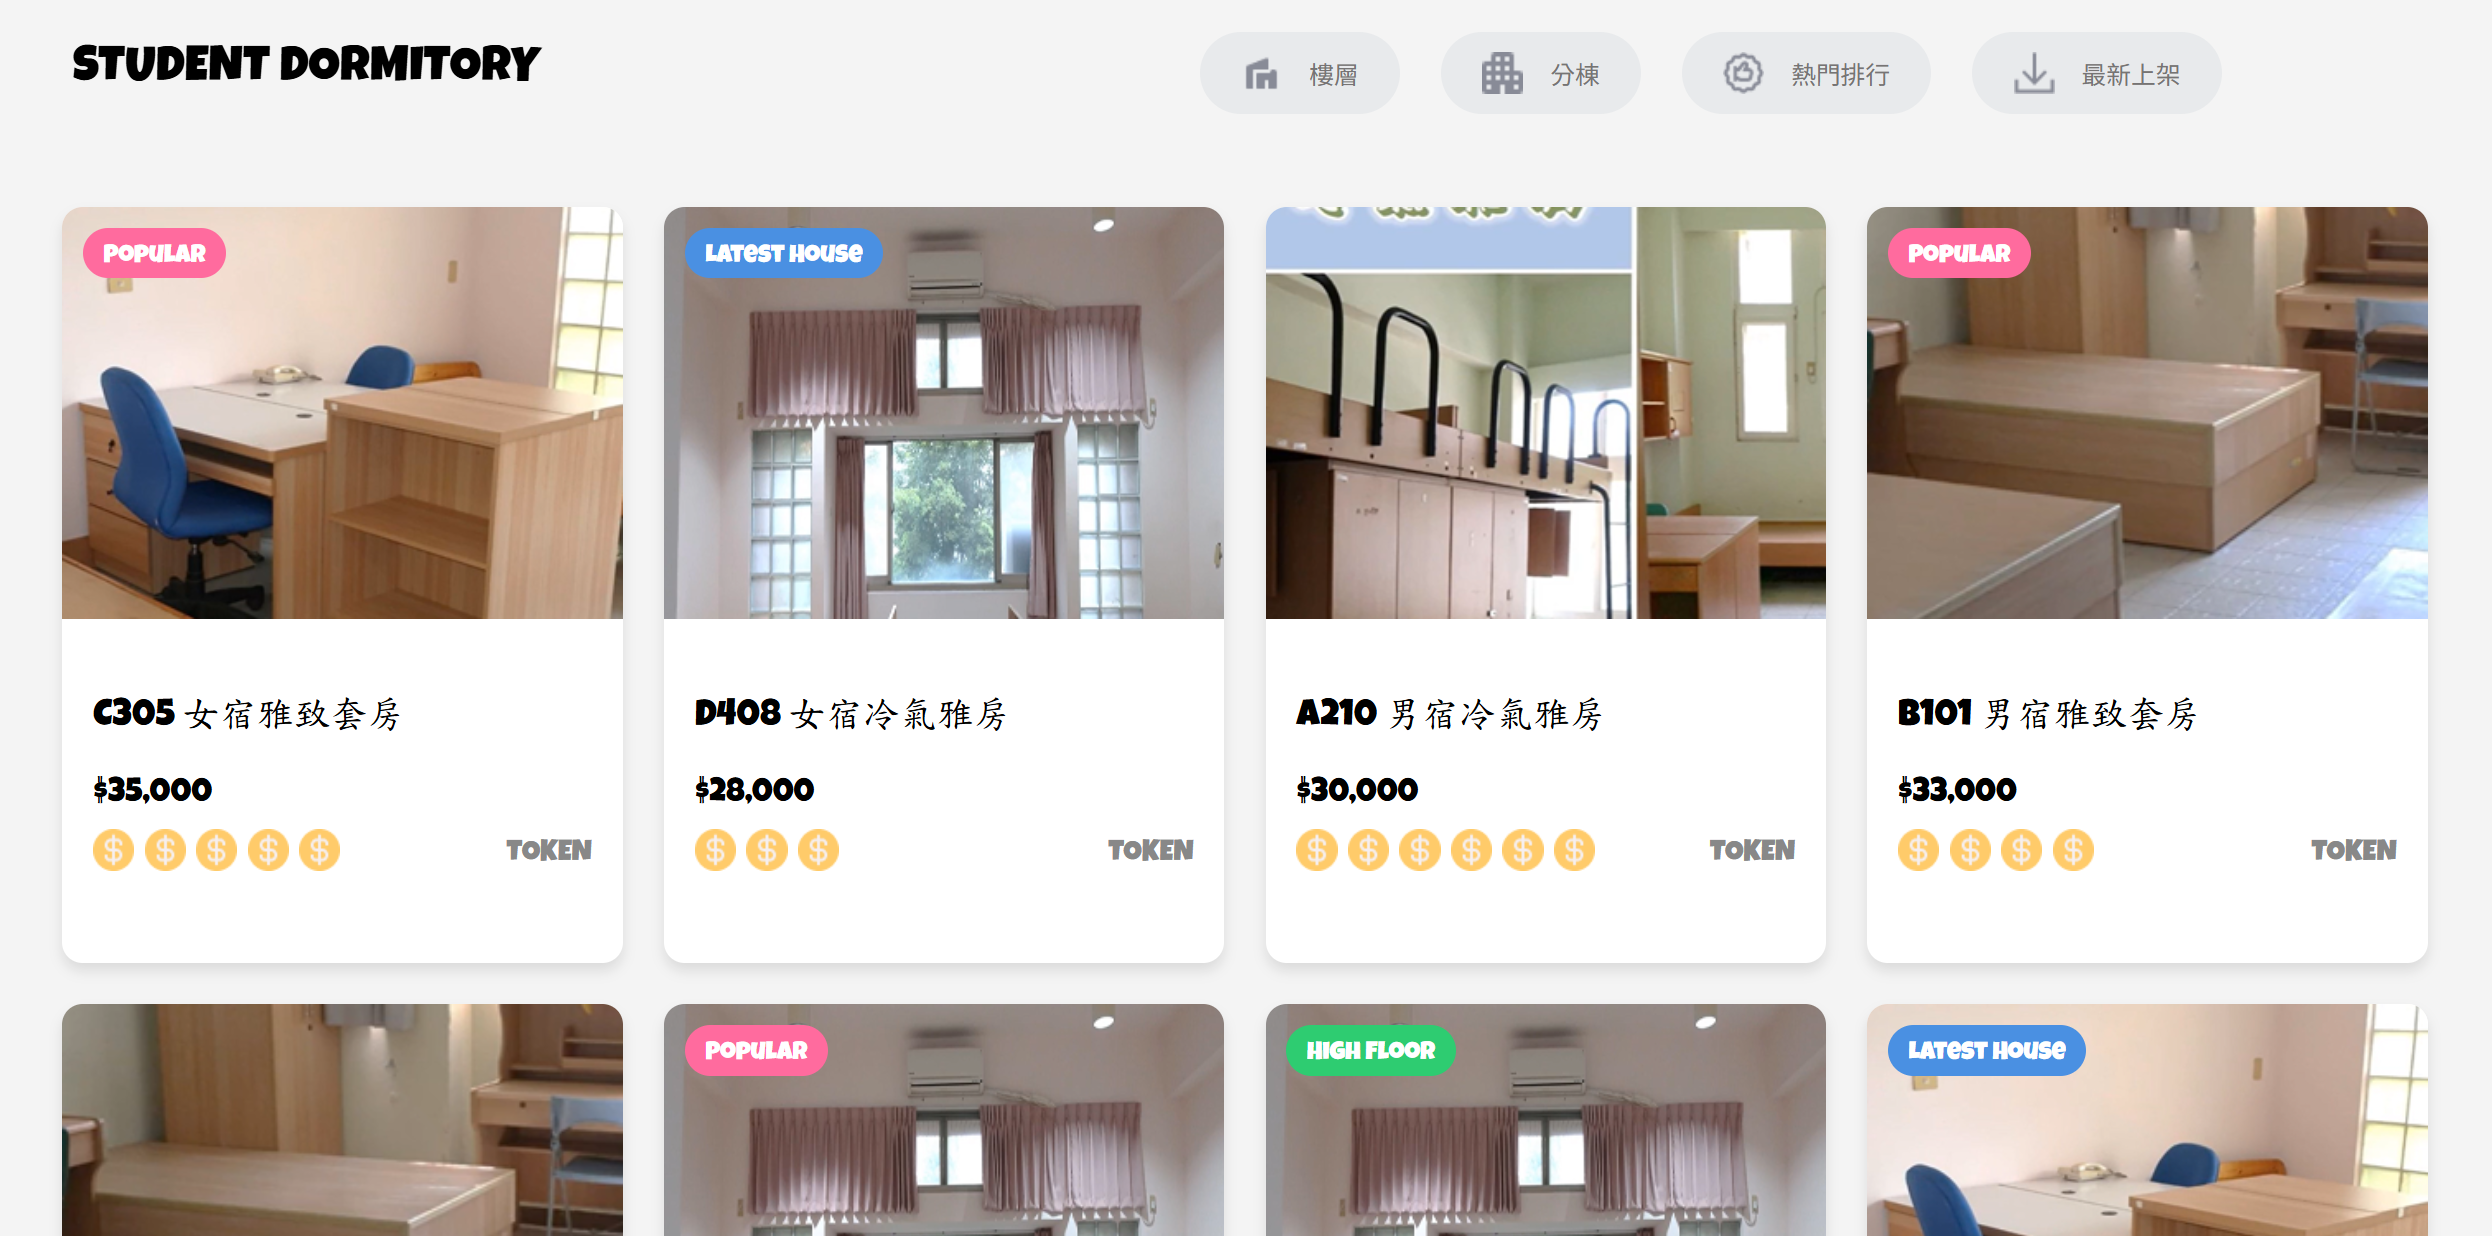 STUDENT DORMITORY
樓層
分棟
熱門排行
最新上架
POPULAR
LATEST HOUSE
POPULAR
C305 女宿雅致套房
$35,000
TOKEN
D408 女宿冷氣雅房
$28,000
TOKEN
A210 男宿冷氣雅房
$30,000
TOKEN
B101 男宿雅致套房
$33,000
TOKEN
POPULAR
HIGH FLOOR
LATEST HOUSE